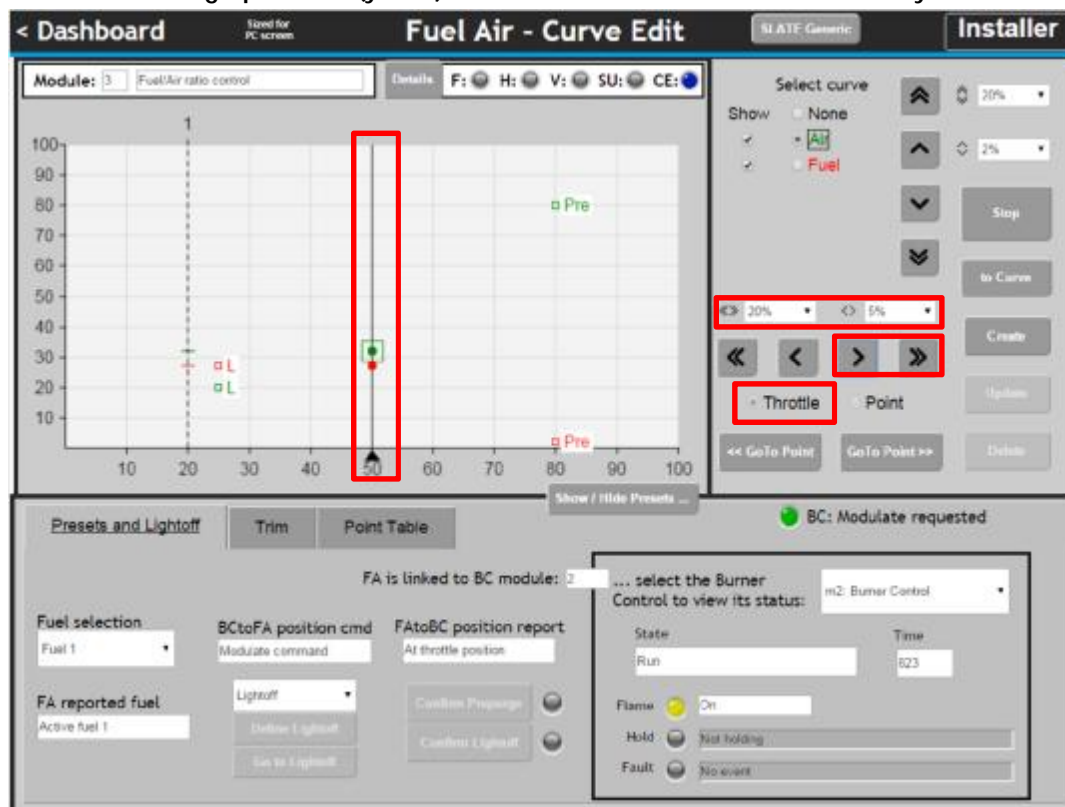 < Dashboard
Sized for
PC screen
Fuel Air - Curve Edit
SLATE Generic
Installer
Module: 3 Fuel/Air ratio control
Details F: H: V: SU: CE:
1
100
90
80
70
60
50
40
30
20
10
10 20 30 40 50 60 70 80 90 100
Pre
L
L
Pre
Show / Hide Presets ...
Select curve
Show None
Air
Fuel
20%
2%
Stop
to Curve
20% <> 5%
Create
Throttle Point
Update
<< GoTo Point GoTo Point >> Delete
Presets and Lightoff Trim Point Table
BC: Modulate requested
FA is linked to BC module: 2
Fuel selection
Fuel 1
BCtoFA position cmd
Modulate command
FAtoBC position report
At throttle position
FA reported fuel
Active fuel 1
Lightoff
Define Lightoff
Go to Lightoff
Confirm Prepurge
Confirm Lightoff
... select the Burner
Control to view its status:
m2: Burner Control
State Time
Run 823
Flame On
Hold Not holding
Fault No event